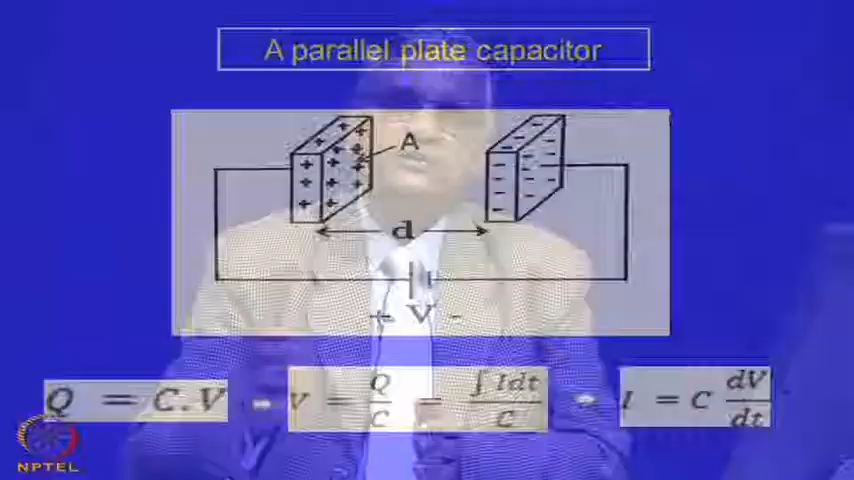 A parallel plate capacitor
A
d
+ V -
Q = C.V V = Q/C = ∫Idt/C I = C dV/dt
NPTEL